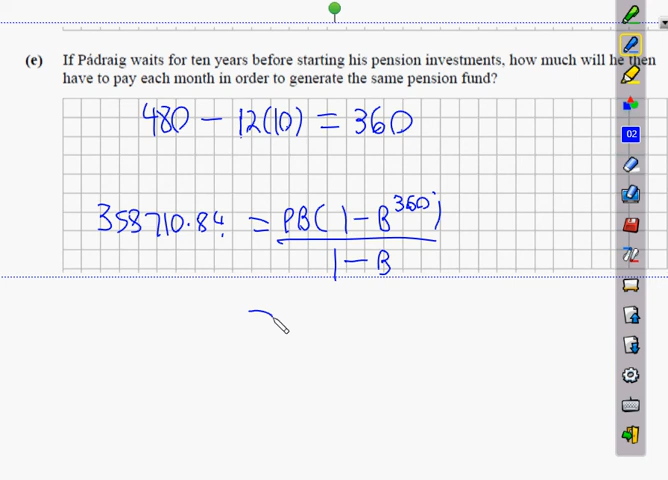 (e) If Pádraig waits for ten years before starting his pension investments, how much will he then
have to pay each month in order to generate the same pension fund?
480 - 12(10) = 360
358710.84 = PB(1-B^360)
1-B
02